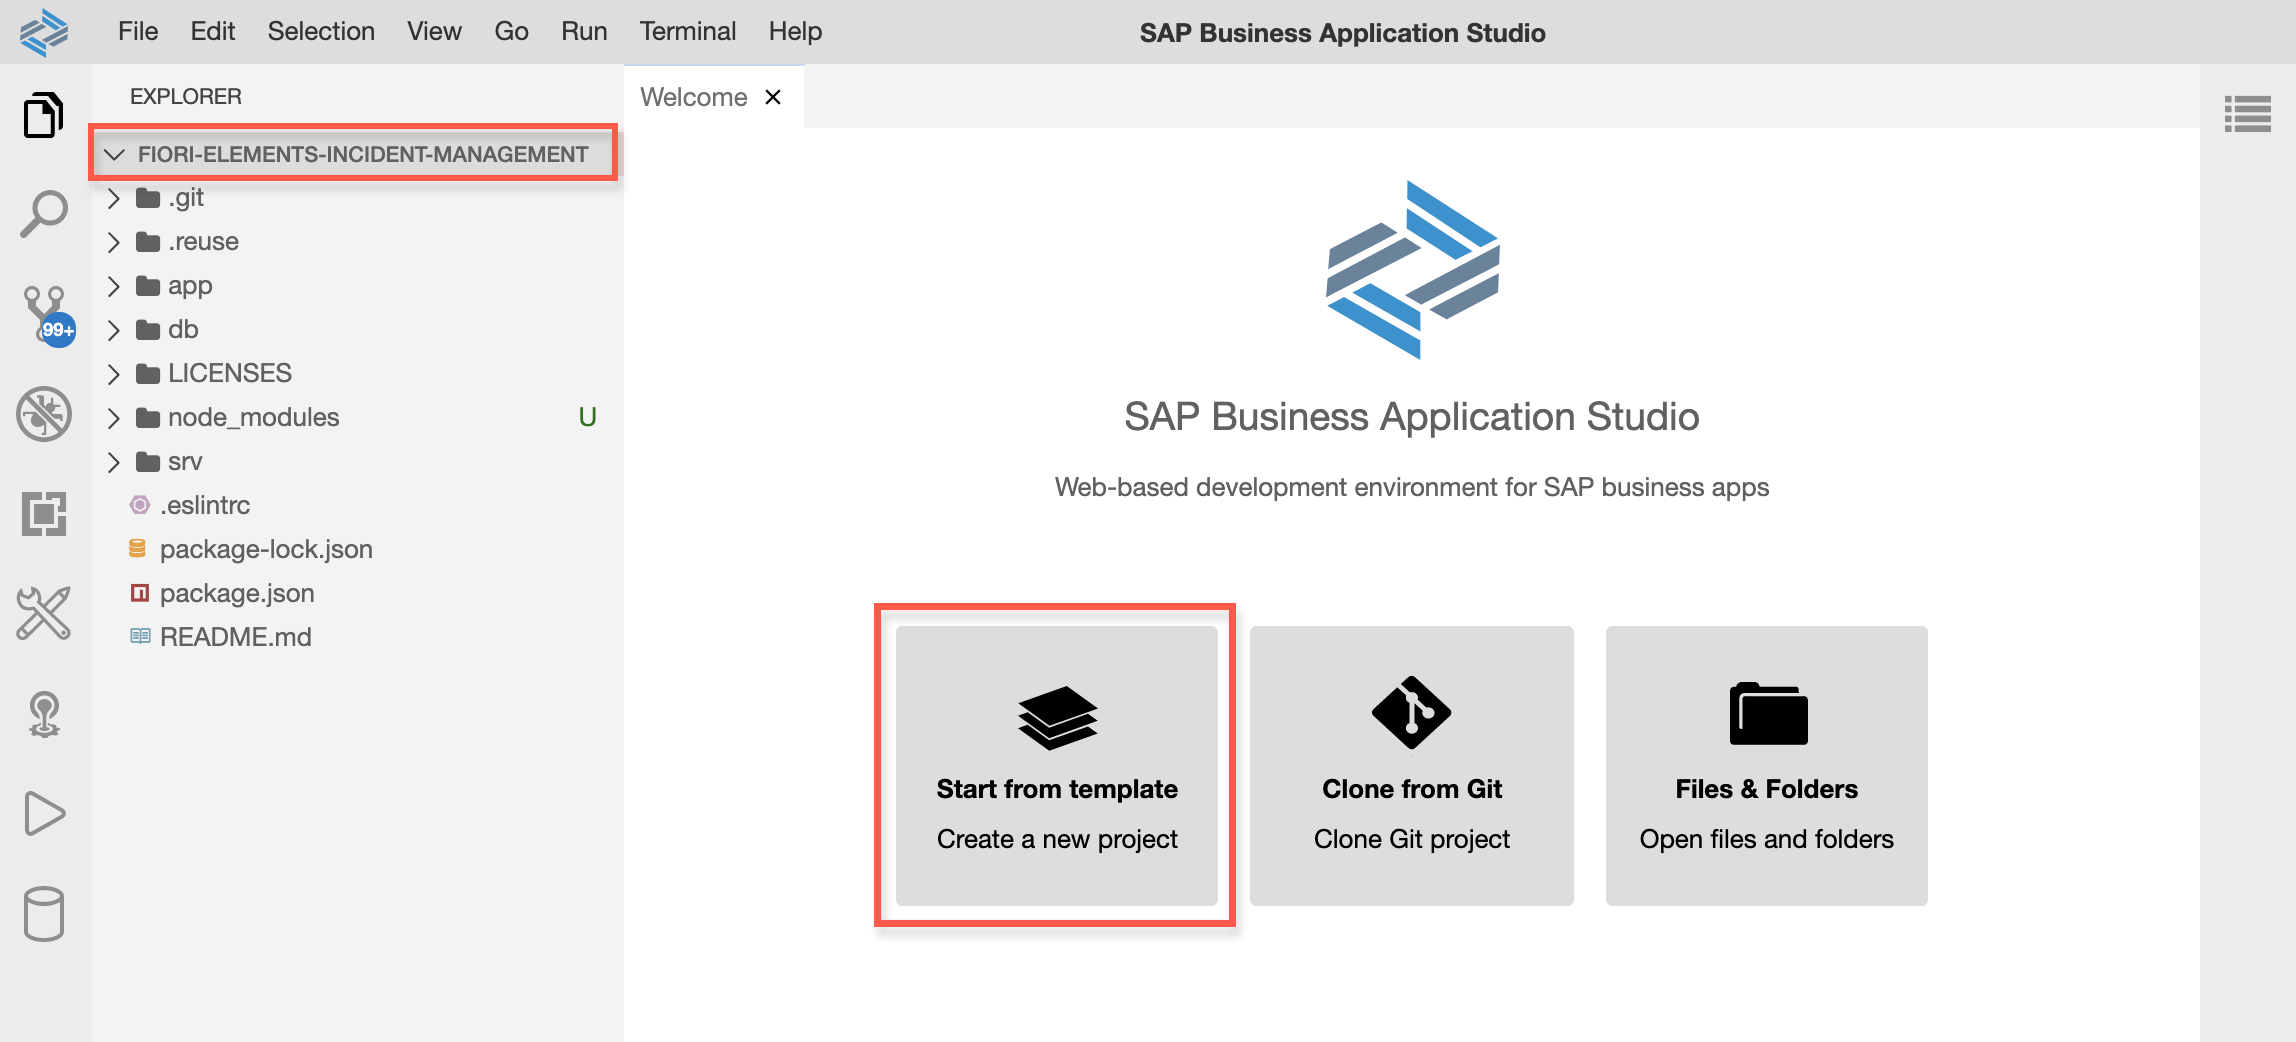 File Edit Selection View Go Run Terminal Help
SAP Business Application Studio
EXPLORER
FIORI-ELEMENTS-INCIDENT-MANAGEMENT
.git
.reuse
app
db
LICENSES
node_modules U
srv
.eslintrc
package-lock.json
package.json
README.md
99+
Welcome
SAP Business Application Studio
Web-based development environment for SAP business apps
Start from template
Create a new project
Clone from Git
Clone Git project
Files & Folders
Open files and folders